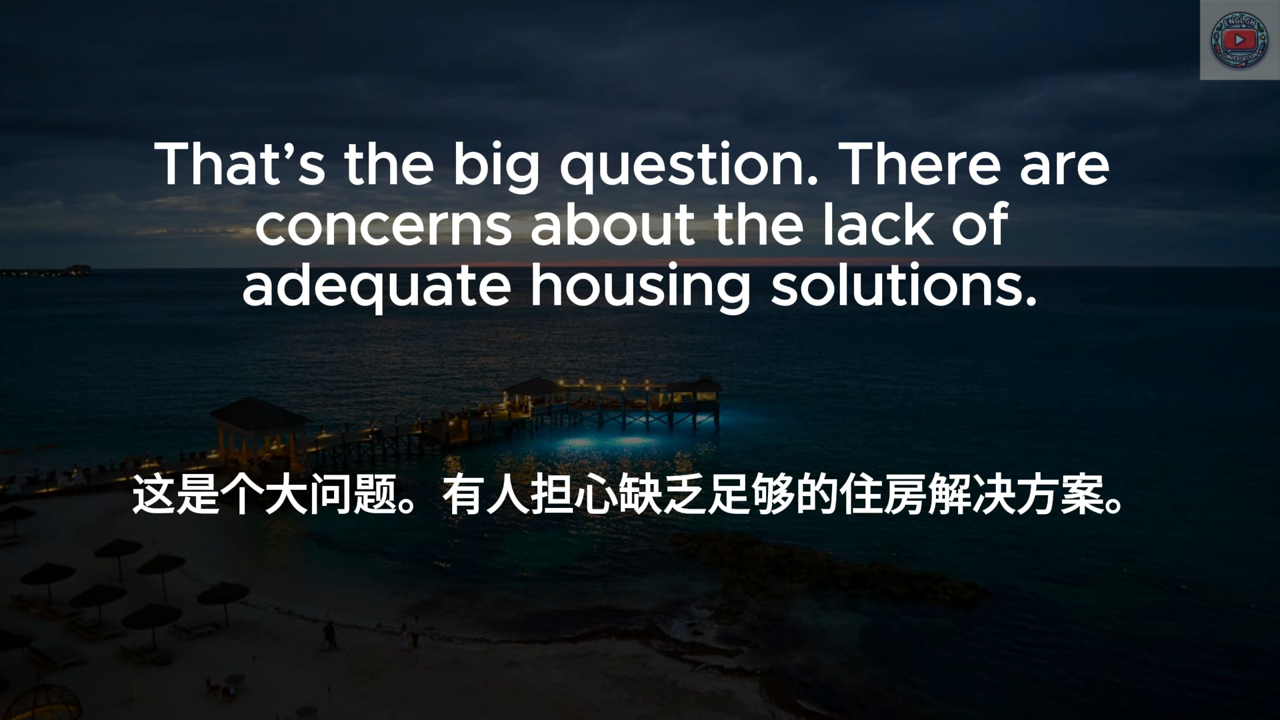 That’s the big question. There are
concerns about the lack of
adequate housing solutions.
这是个大问题。有人担心缺乏足够的住房解决方案。